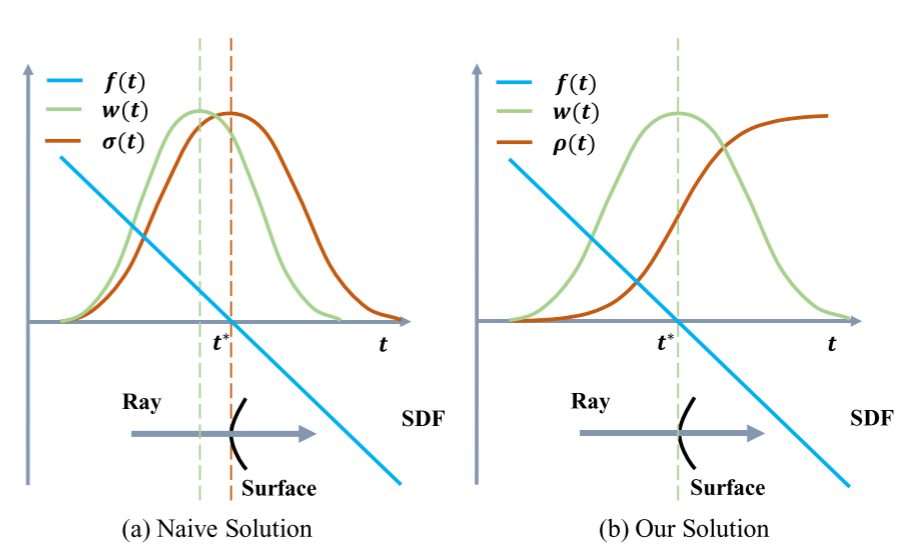 f(t)
w(t)
σ(t)
t*
t
Ray
SDF
Surface
(a) Naive Solution
f(t)
w(t)
ρ(t)
t*
t
Ray
SDF
Surface
(b) Our Solution